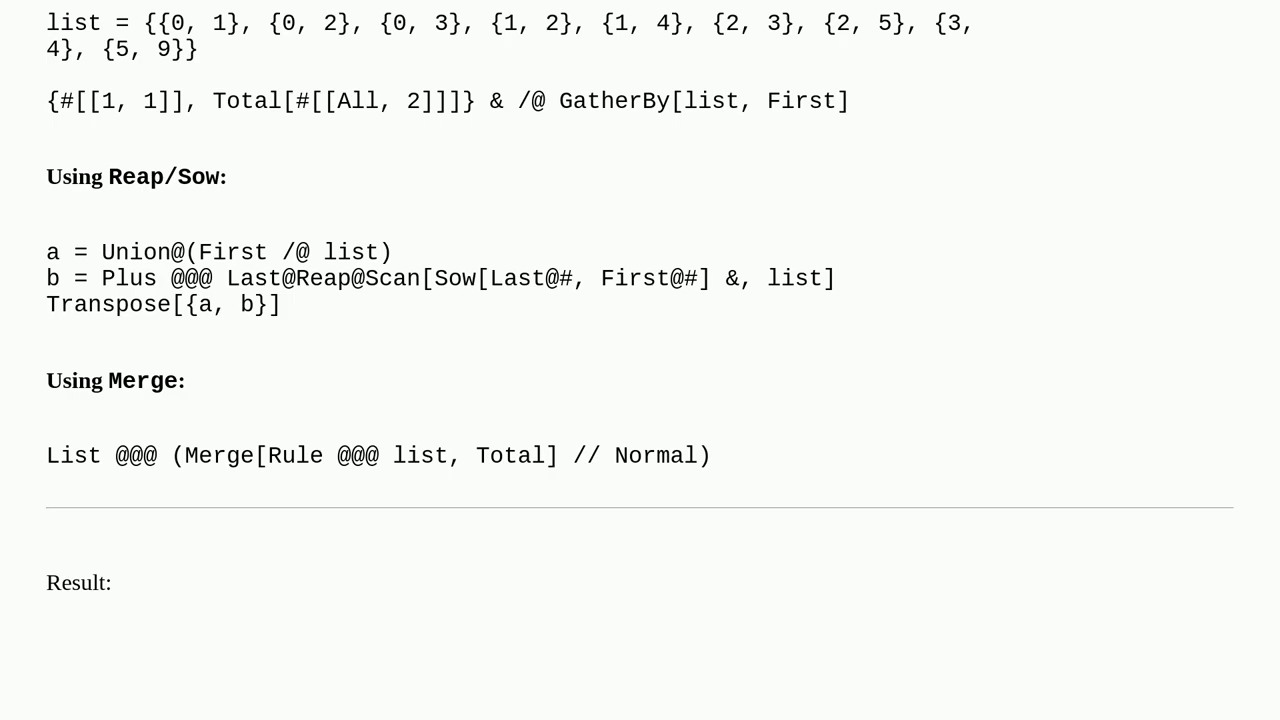 list = {{0, 1}, {0, 2}, {0, 3}, {1, 2}, {1, 4}, {2, 3}, {2, 5}, {3,
4}, {5, 9}}
{#[[1, 1]], Total[#[[All, 2]]]} & /@ GatherBy[list, First]
Using Reap/Sow:
a = Union@(First /@ list)
b = Plus @@@ Last@Reap@Scan[Sow[Last@#, First@#] &, list]
Transpose[{a, b}]
Using Merge:
List @@@ (Merge[Rule @@@ list, Total] // Normal)
Result: